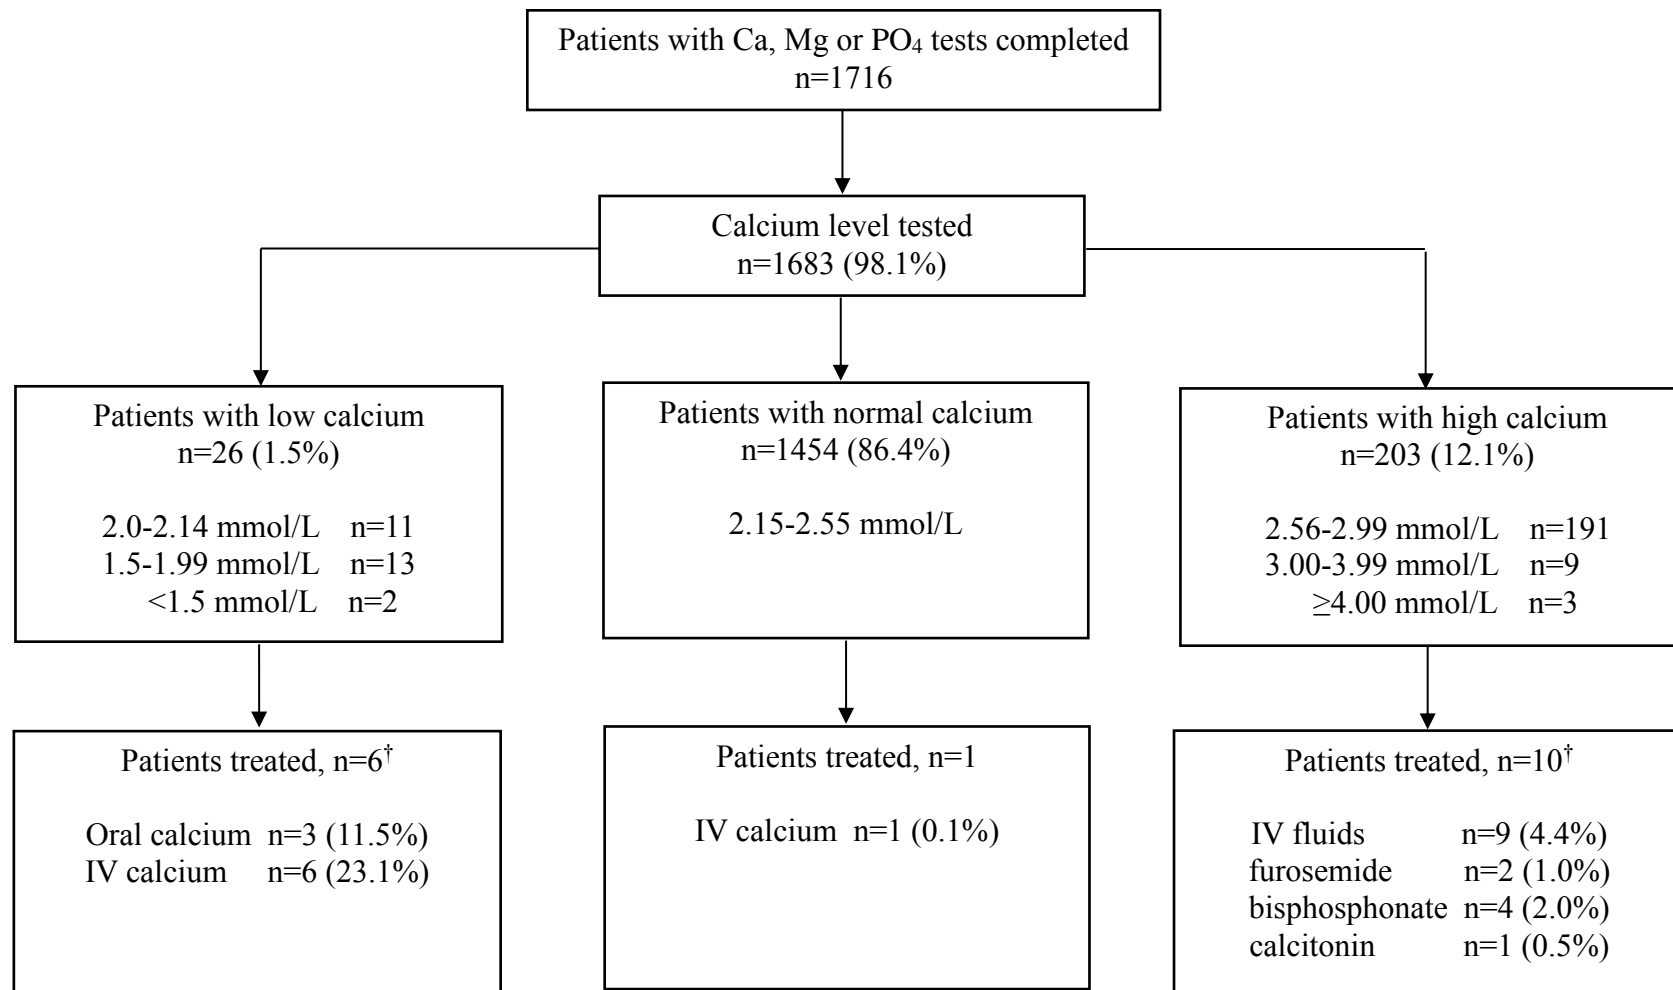 Patients with Ca, Mg or PO₄ tests completed
n=1716
Calcium level tested
n=1683 (98.1%)
Patients with low calcium
n=26 (1.5%)
2.0-2.14 mmol/L n=11
1.5-1.99 mmol/L n=13
<1.5 mmol/L n=2
Patients with normal calcium
n=1454 (86.4%)
2.15-2.55 mmol/L
Patients with high calcium
n=203 (12.1%)
2.56-2.99 mmol/L n=191
3.00-3.99 mmol/L n=9
≥4.00 mmol/L n=3
Patients treated, n=6†
Oral calcium n=3 (11.5%)
IV calcium n=6 (23.1%)
Patients treated, n=1
IV calcium n=1 (0.1%)
Patients treated, n=10†
IV fluids n=9 (4.4%)
furosemide n=2 (1.0%)
bisphosphonate n=4 (2.0%)
calcitonin n=1 (0.5%)